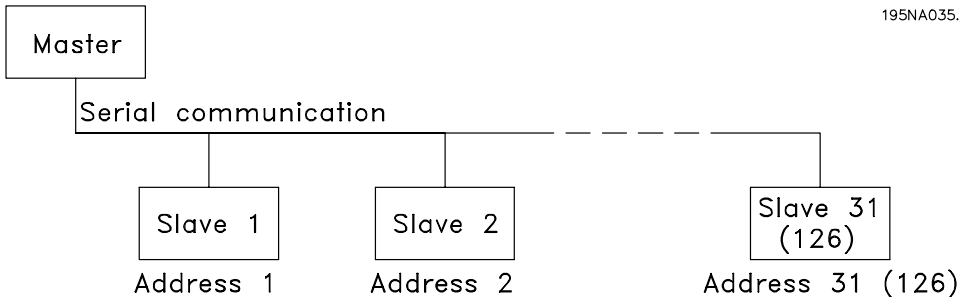 195NA035.
Master
Serial communication
Slave 1
Slave 2
Slave 31
(126)
Address 1
Address 2
Address 31 (126)